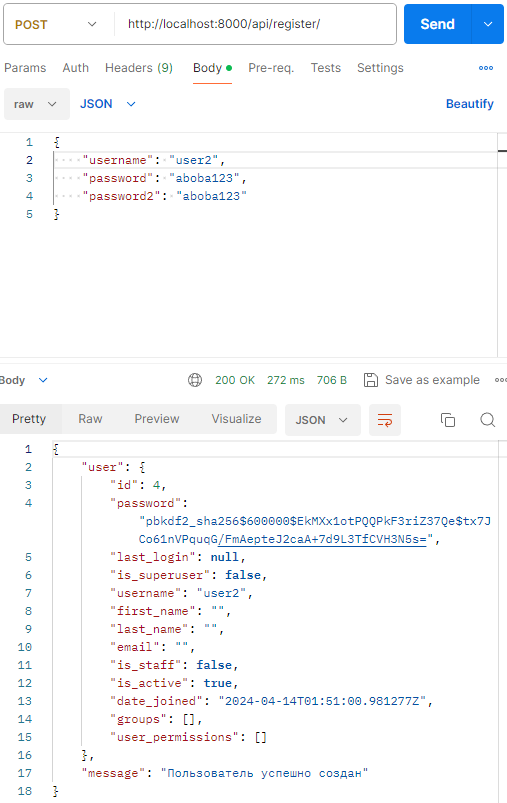 POST http://localhost:8000/api/register/ Send
Params Auth Headers (9) Body Pre-req. Tests Settings
raw JSON Beautify
1 {
2 "username": "user2",
3 "password": "aboba123",
4 "password2": "aboba123"
5 }
Body 200 OK 272 ms 706 B Save as example
Pretty Raw Preview Visualize JSON
1 {
2 "user": {
3 "id": 4,
4 "password":
"pbkdf2_sha256$600000$EkMXx1otPQQPkF3riZ37Qe$tx7J
Co61nVPquqG/FmAepteJ2caA+7d9L3TfCVH3N5s=",
5 "last_login": null,
6 "is_superuser": false,
7 "username": "user2",
8 "first_name": "",
9 "last_name": "",
10 "email": "",
11 "is_staff": false,
12 "is_active": true,
13 "date_joined": "2024-04-14T01:51:00.981277Z",
14 "groups": [],
15 "user_permissions": []
16 },
17 "message": "Пользователь успешно создан"
18 }